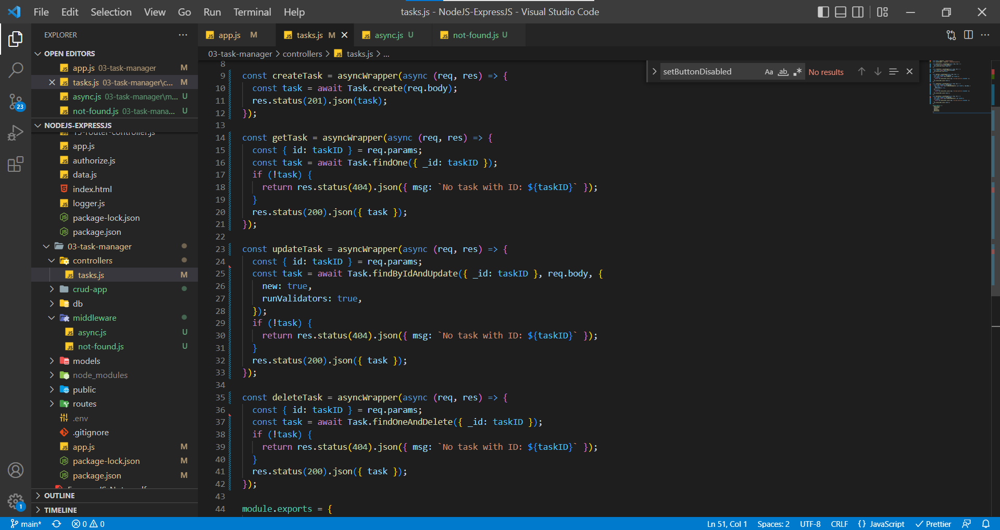 File Edit Selection View Go Run Terminal Help
tasks.js - NodeJS-ExpressJS - Visual Studio Code
EXPLORER
OPEN EDITORS
app.js 03-task-manager M
tasks.js 03-task-manager\c... M
async.js 03-task-manager\m... U
not-found.js 03-task-mana... U
NODEJS-EXPRESSJS
15-router-controller.js
app.js
authorize.js
data.js
index.html
logger.js
package-lock.json
package.json
03-task-manager
controllers
tasks.js M
crud-app
db
middleware
async.js U
not-found.js U
models
node_modules
public
routes
.env
.gitignore
app.js M
package-lock.json M
package.json M
OUTLINE
TIMELINE
23
1
app.js M tasks.js M async.js U not-found.js U
03-task-manager > controllers > tasks.js > ...
setButtonDisabled Aa ab No results
8
9 const createTask = asyncWrapper(async (req, res) => {
10 const task = await Task.create(req.body);
11 res.status(201).json(task);
12 });
13
14 const getTask = asyncWrapper(async (req, res) => {
15 const { id: taskID } = req.params;
16 const task = await Task.findOne({ _id: taskID });
17 if (!task) {
18 return res.status(404).json({ msg: `No task with ID: ${taskID}` });
19 }
20 res.status(200).json({ task });
21 });
22
23 const updateTask = asyncWrapper(async (req, res) => {
24 const { id: taskID } = req.params;
25 const task = await Task.findByIdAndUpdate({ _id: taskID }, req.body, {
26 new: true,
27 runValidators: true,
28 });
29 if (!task) {
30 return res.status(404).json({ msg: `No task with ID: ${taskID}` });
31 }
32 res.status(200).json({ task });
33 });
34
35 const deleteTask = asyncWrapper(async (req, res) => {
36 const { id: taskID } = req.params;
37 const task = await Task.findOneAndDelete({ _id: taskID });
38 if (!task) {
39 return res.status(404).json({ msg: `No task with ID: ${taskID}` });
40 }
41 res.status(200).json({ task });
42 });
43
44 module.exports = {
main* 0 0
Ln 51, Col 1 Spaces: 2 UTF-8 CRLF {} JavaScript Prettier